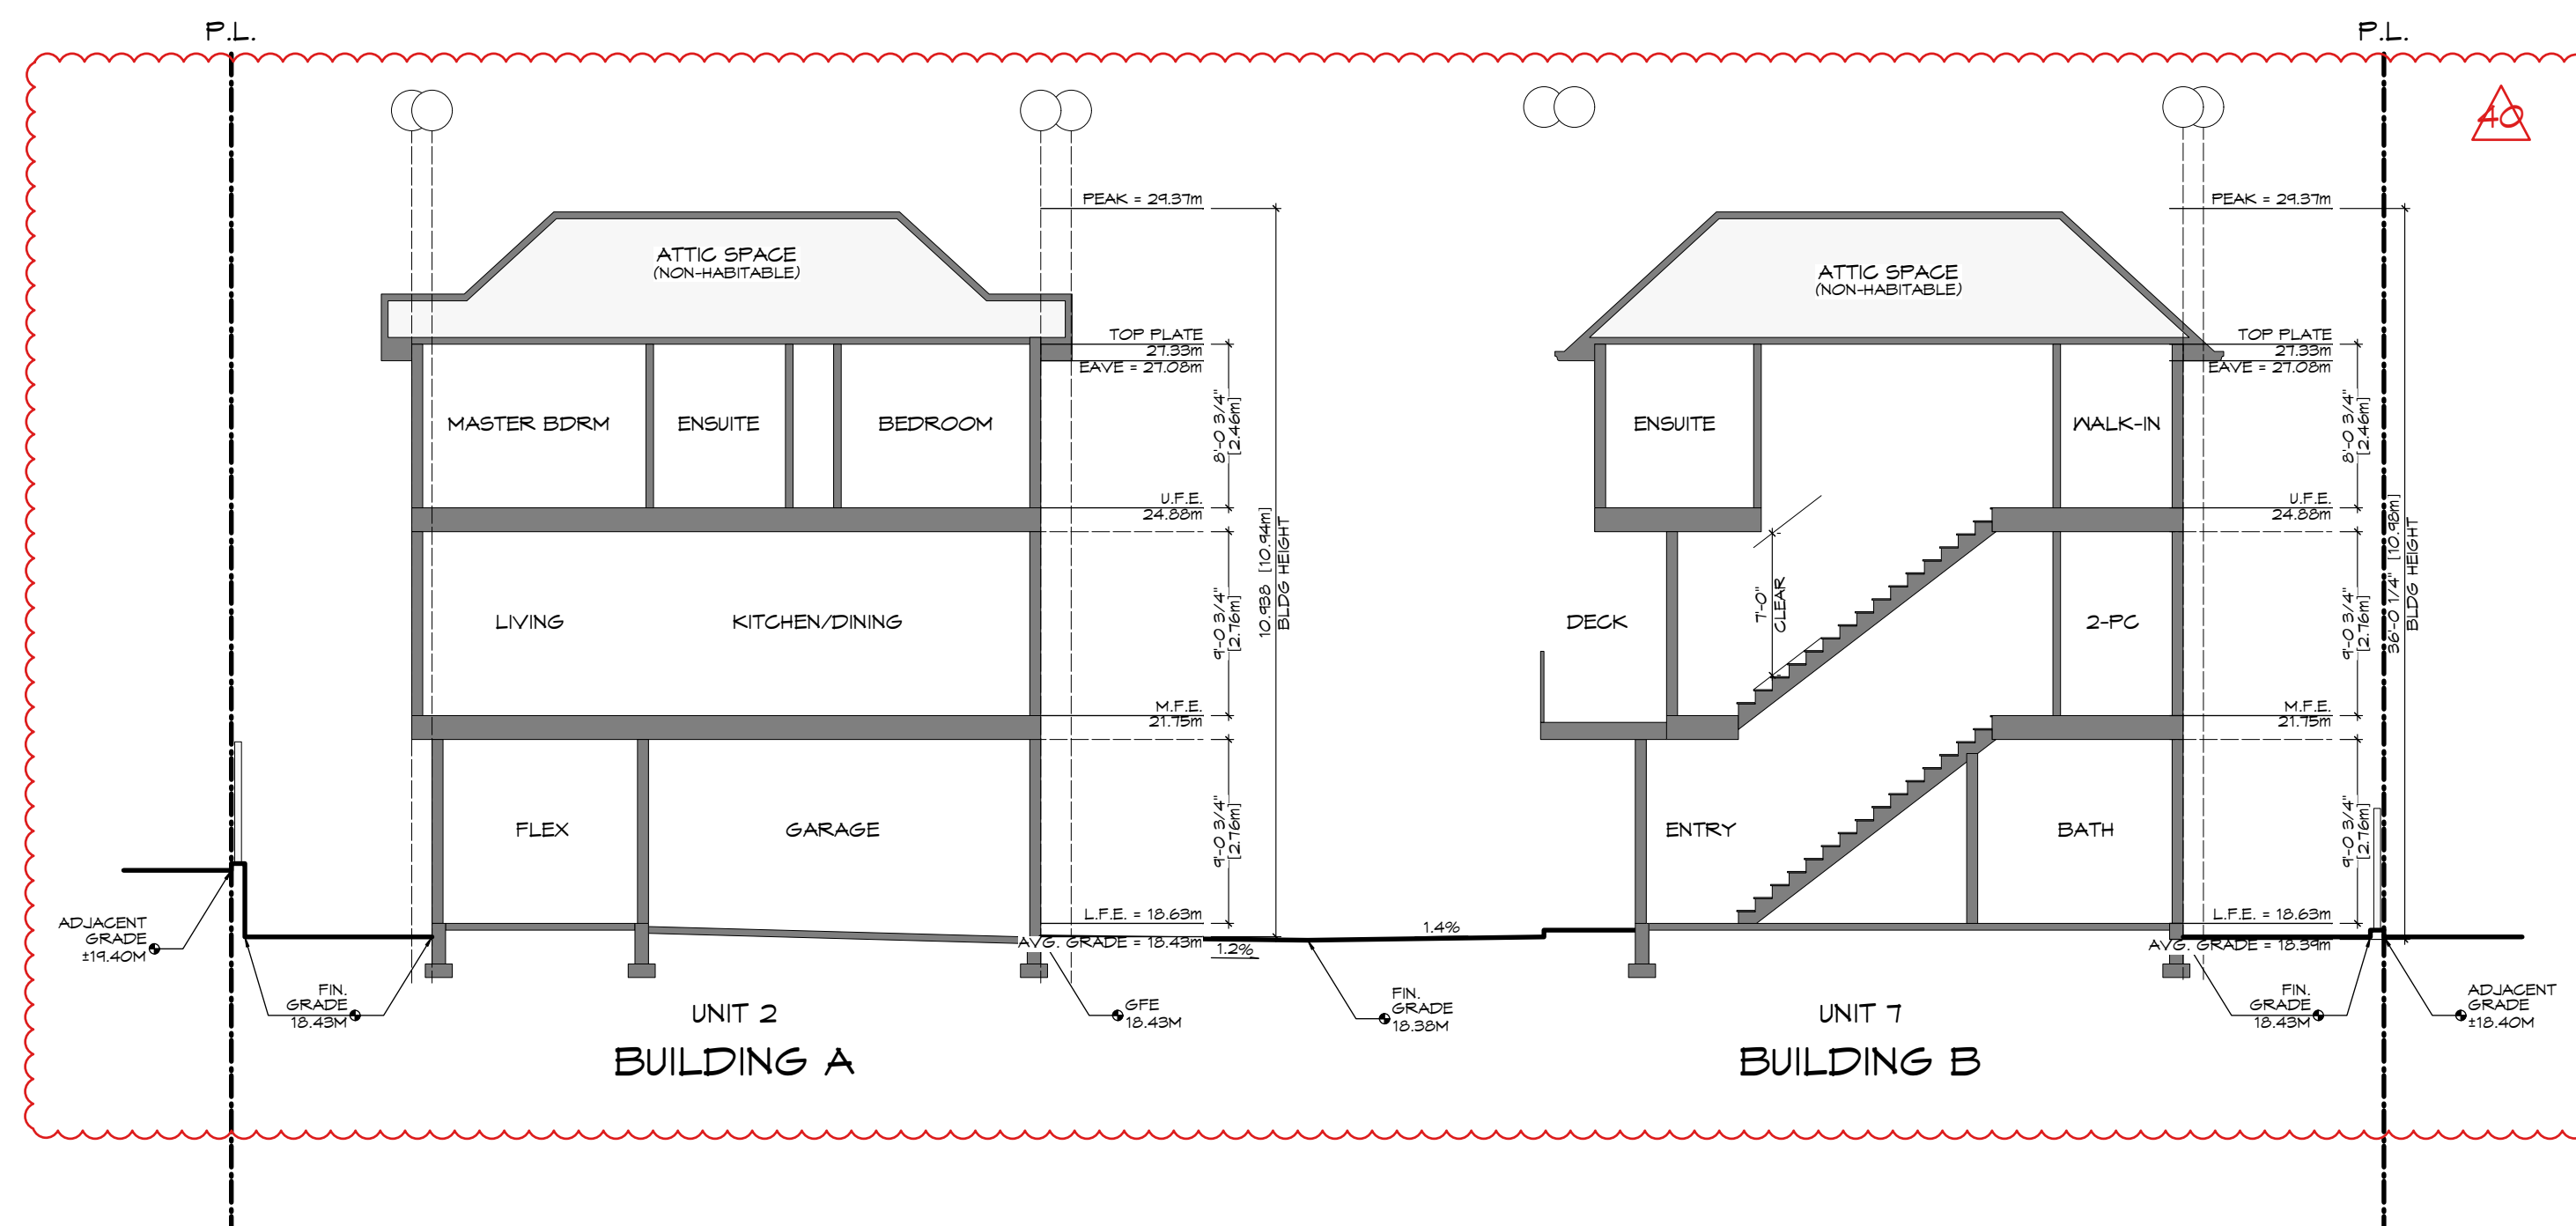 P.L.
P.L.
40
PEAK = 29.37m
PEAK = 29.37m
ATTIC SPACE
(NON-HABITABLE)
ATTIC SPACE
(NON-HABITABLE)
TOP PLATE
27.33m
EAVE = 27.08m
TOP PLATE
27.33m
EAVE = 27.08m
MASTER BDRM
ENSUITE
BEDROOM
8'-0 3/4"
[2.46m]
ENSUITE
WALK-IN
8'-0 3/4"
[2.46m]
U.F.E.
24.88m
U.F.E.
24.88m
10.938 [10.94m]
BLDG HEIGHT
36'-0 1/4" [10.98m]
BLDG HEIGHT
LIVING
KITCHEN/DINING
9'-0 3/4"
[2.76m]
DECK
7'-0"
CLEAR
2-PC
9'-0 3/4"
[2.76m]
M.F.E.
21.75m
M.F.E.
21.75m
FLEX
GARAGE
9'-0 3/4"
[2.76m]
ENTRY
BATH
9'-0 3/4"
[2.76m]
L.F.E. = 18.63m
AVG. GRADE = 18.43m
1.2%
1.4%
L.F.E. = 18.63m
AVG. GRADE = 18.39m
ADJACENT
GRADE
±19.40M
FIN.
GRADE
18.43M
GFE
18.43M
FIN.
GRADE
18.38M
FIN.
GRADE
18.43M
ADJACENT
GRADE
±18.40M
UNIT 2
BUILDING A
UNIT 7
BUILDING B